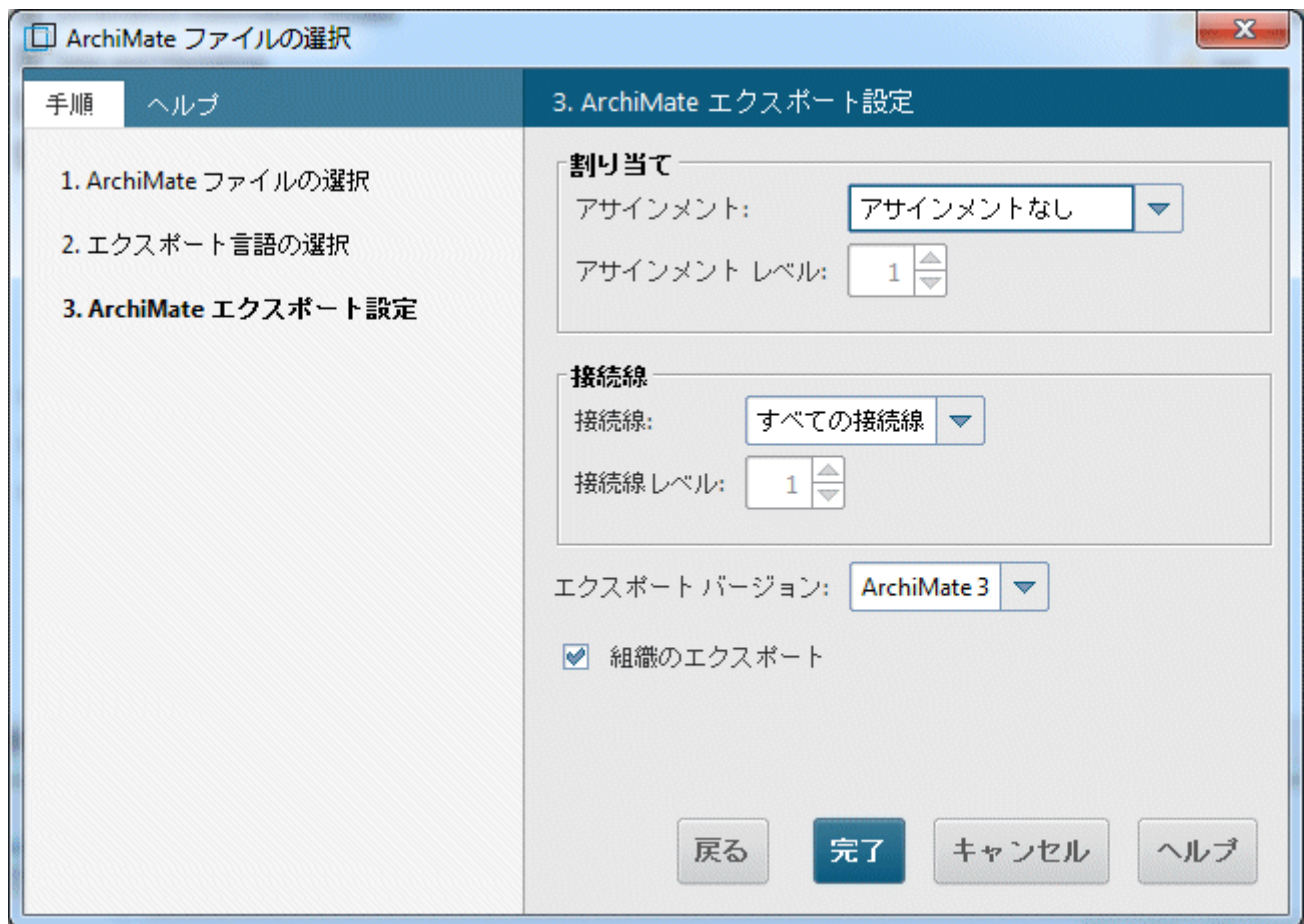 ArchiMate ファイルの選択
手順 ヘルプ
3. ArchiMate エクスポート設定
1. ArchiMate ファイルの選択
2. エクスポート言語の選択
3. ArchiMate エクスポート設定
割り当て
アサインメント: アサインメントなし
アサインメント レベル: 1
接続線
接続線: すべての接続線
接続線レベル: 1
エクスポート バージョン: ArchiMate 3
組織のエクスポート
戻る 完了 キャンセル ヘルプ